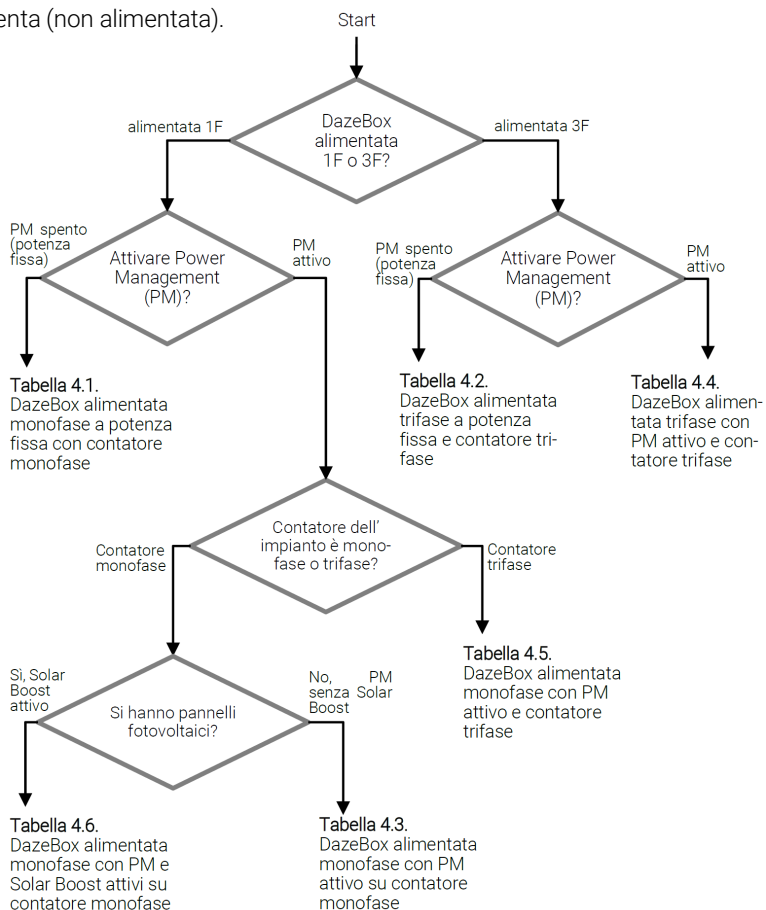 enta (non alimentata).
Start
DazeBox
alimentata
1F o 3F?
alimentata 1F
alimentata 3F
PM spento
(potenza
fissa)
Attivare Power
Management
(PM)?
PM
attivo
PM spento
(potenza
fissa)
Attivare Power
Management
(PM)?
PM
attivo
Tabella 4.1.
DazeBox alimentata
monofase a potenza
fissa con contatore
monofase
Tabella 4.2.
DazeBox alimentata
trifase a potenza
fissa e contatore tri-
fase
Tabella 4.4.
DazeBox alimen-
tata trifase con
PM attivo e con-
tatore trifase
Contatore
monofase
Contatore dell'
impianto è mono-
fase o trifase?
Contatore
trifase
Tabella 4.5.
DazeBox alimentata
monofase con PM
attivo e contatore
trifase
Sì, Solar
Boost
attivo
Si hanno pannelli
fotovoltaici?
No, PM
senza Solar
Boost
Tabella 4.6.
DazeBox alimentata
monofase con PM e
Solar Boost attivi su
contatore monofase
Tabella 4.3.
DazeBox alimentata
monofase con PM
attivo su contatore
monofase